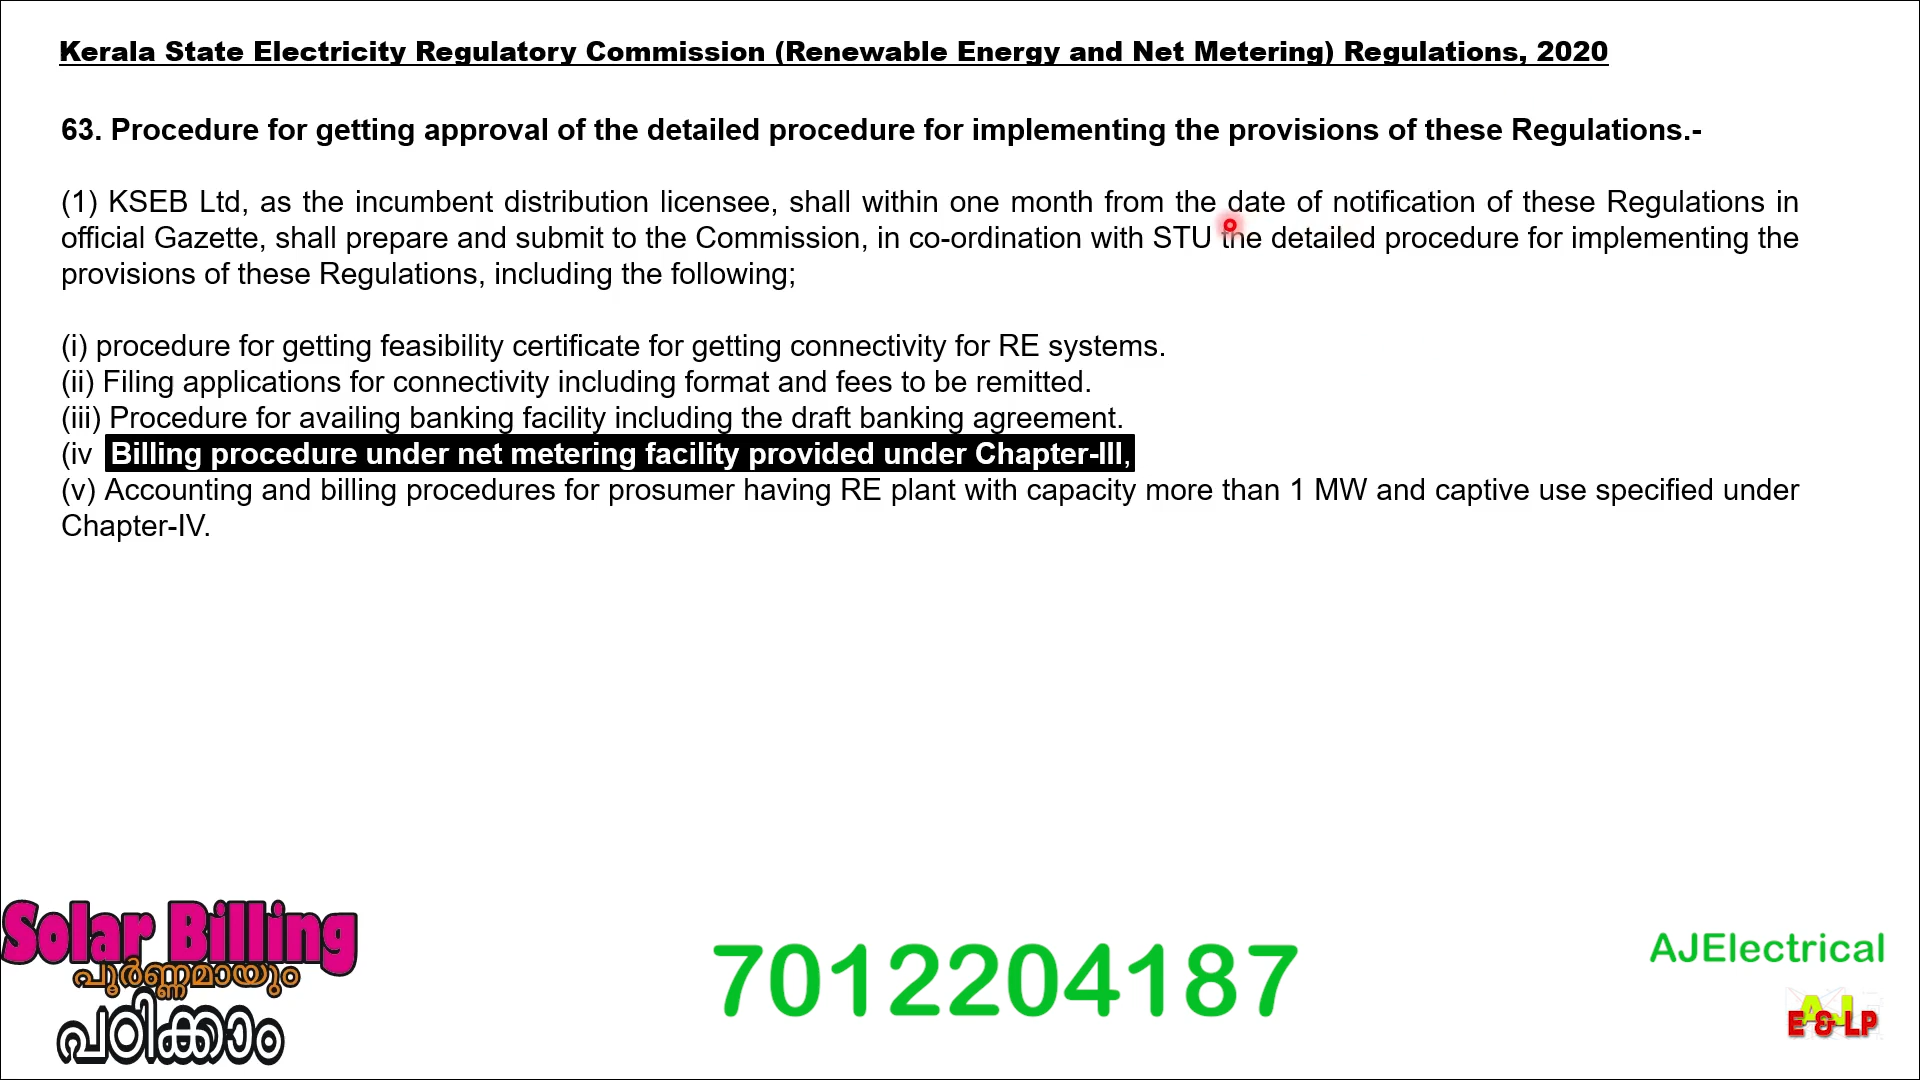 Kerala State Electricity Regulatory Commission (Renewable Energy and Net Metering) Regulations, 2020
63. Procedure for getting approval of the detailed procedure for implementing the provisions of these Regulations.-
(1) KSEB Ltd, as the incumbent distribution licensee, shall within one month from the date of notification of these Regulations in
official Gazette, shall prepare and submit to the Commission, in co-ordination with STU the detailed procedure for implementing the
provisions of these Regulations, including the following;
(i) procedure for getting feasibility certificate for getting connectivity for RE systems.
(ii) Filing applications for connectivity including format and fees to be remitted.
(iii) Procedure for availing banking facility including the draft banking agreement.
(iv Billing procedure under net metering facility provided under Chapter-III,
(v) Accounting and billing procedures for prosumer having RE plant with capacity more than 1 MW and captive use specified under
Chapter-IV.
Solar Billing
പൂർണ്ണമായും
പഠിക്കാം
7012204187
AJElectrical
AJ
E & LP